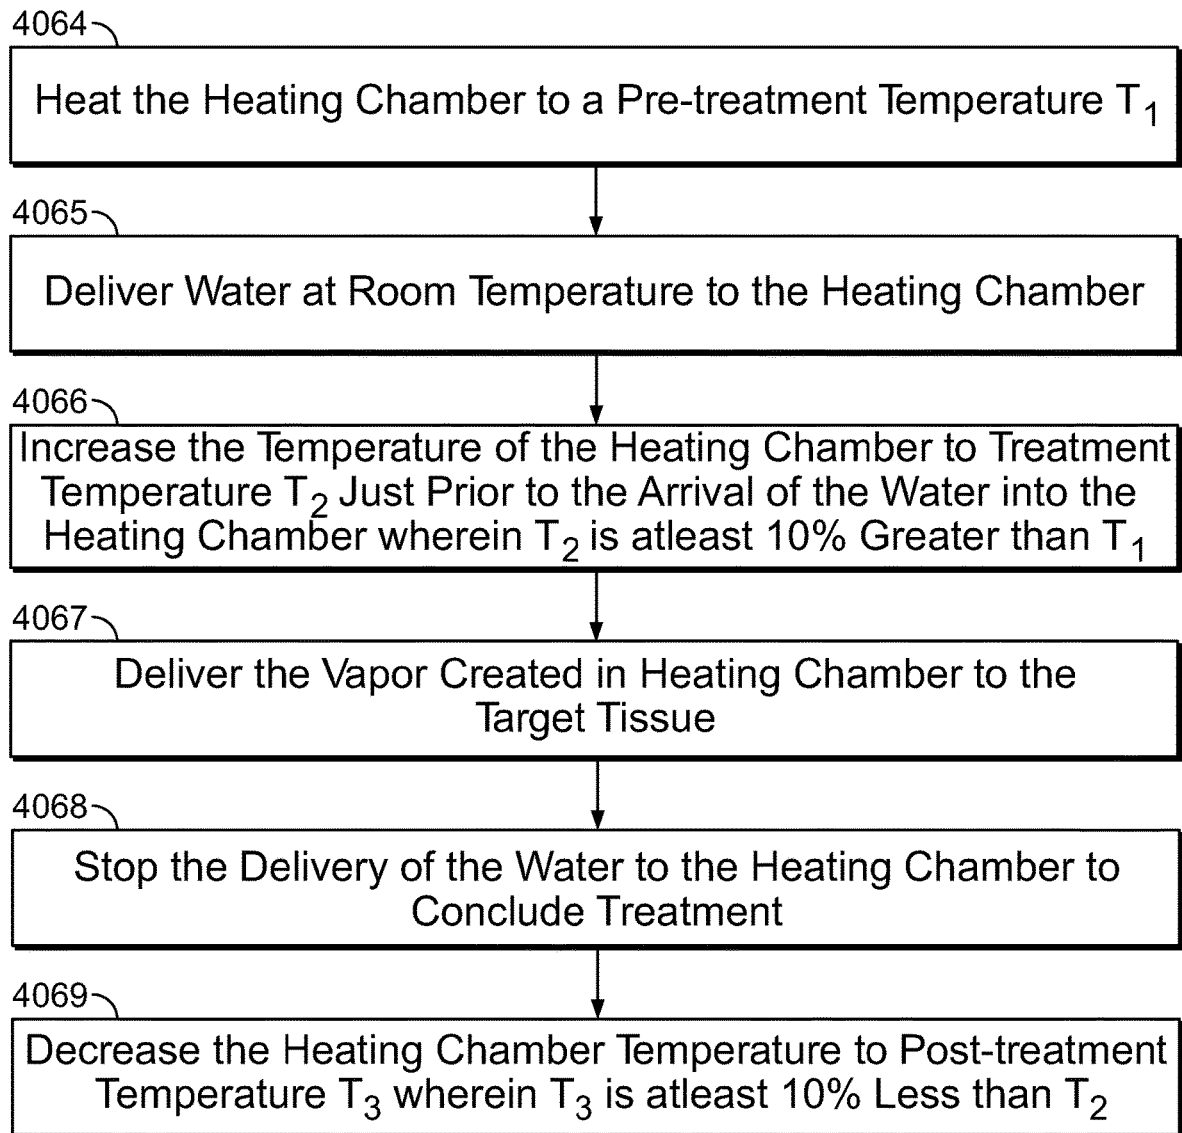 4064
Heat the Heating Chamber to a Pre-treatment Temperature T1
4065
Deliver Water at Room Temperature to the Heating Chamber
4066
Increase the Temperature of the Heating Chamber to Treatment
Temperature T2 Just Prior to the Arrival of the Water into the
Heating Chamber wherein T2 is atleast 10% Greater than T1
4067
Deliver the Vapor Created in Heating Chamber to the
Target Tissue
4068
Stop the Delivery of the Water to the Heating Chamber to
Conclude Treatment
4069
Decrease the Heating Chamber Temperature to Post-treatment
Temperature T3 wherein T3 is atleast 10% Less than T2